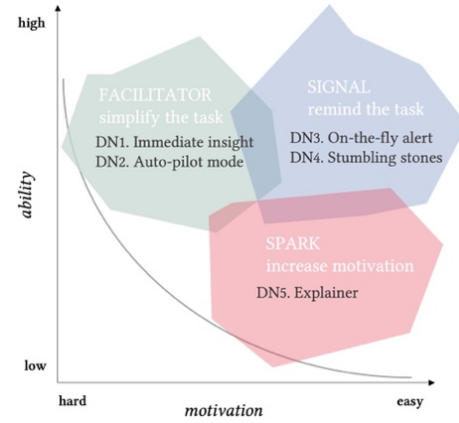 high
FACILITATOR
simplify the task
DN1. Immediate insight
DN2. Auto-pilot mode
SIGNAL
remind the task
DN3. On-the-fly alert
DN4. Stumbling stones
ability
SPARK
increase motivation
DN5. Explainer
low
hard
motivation
easy